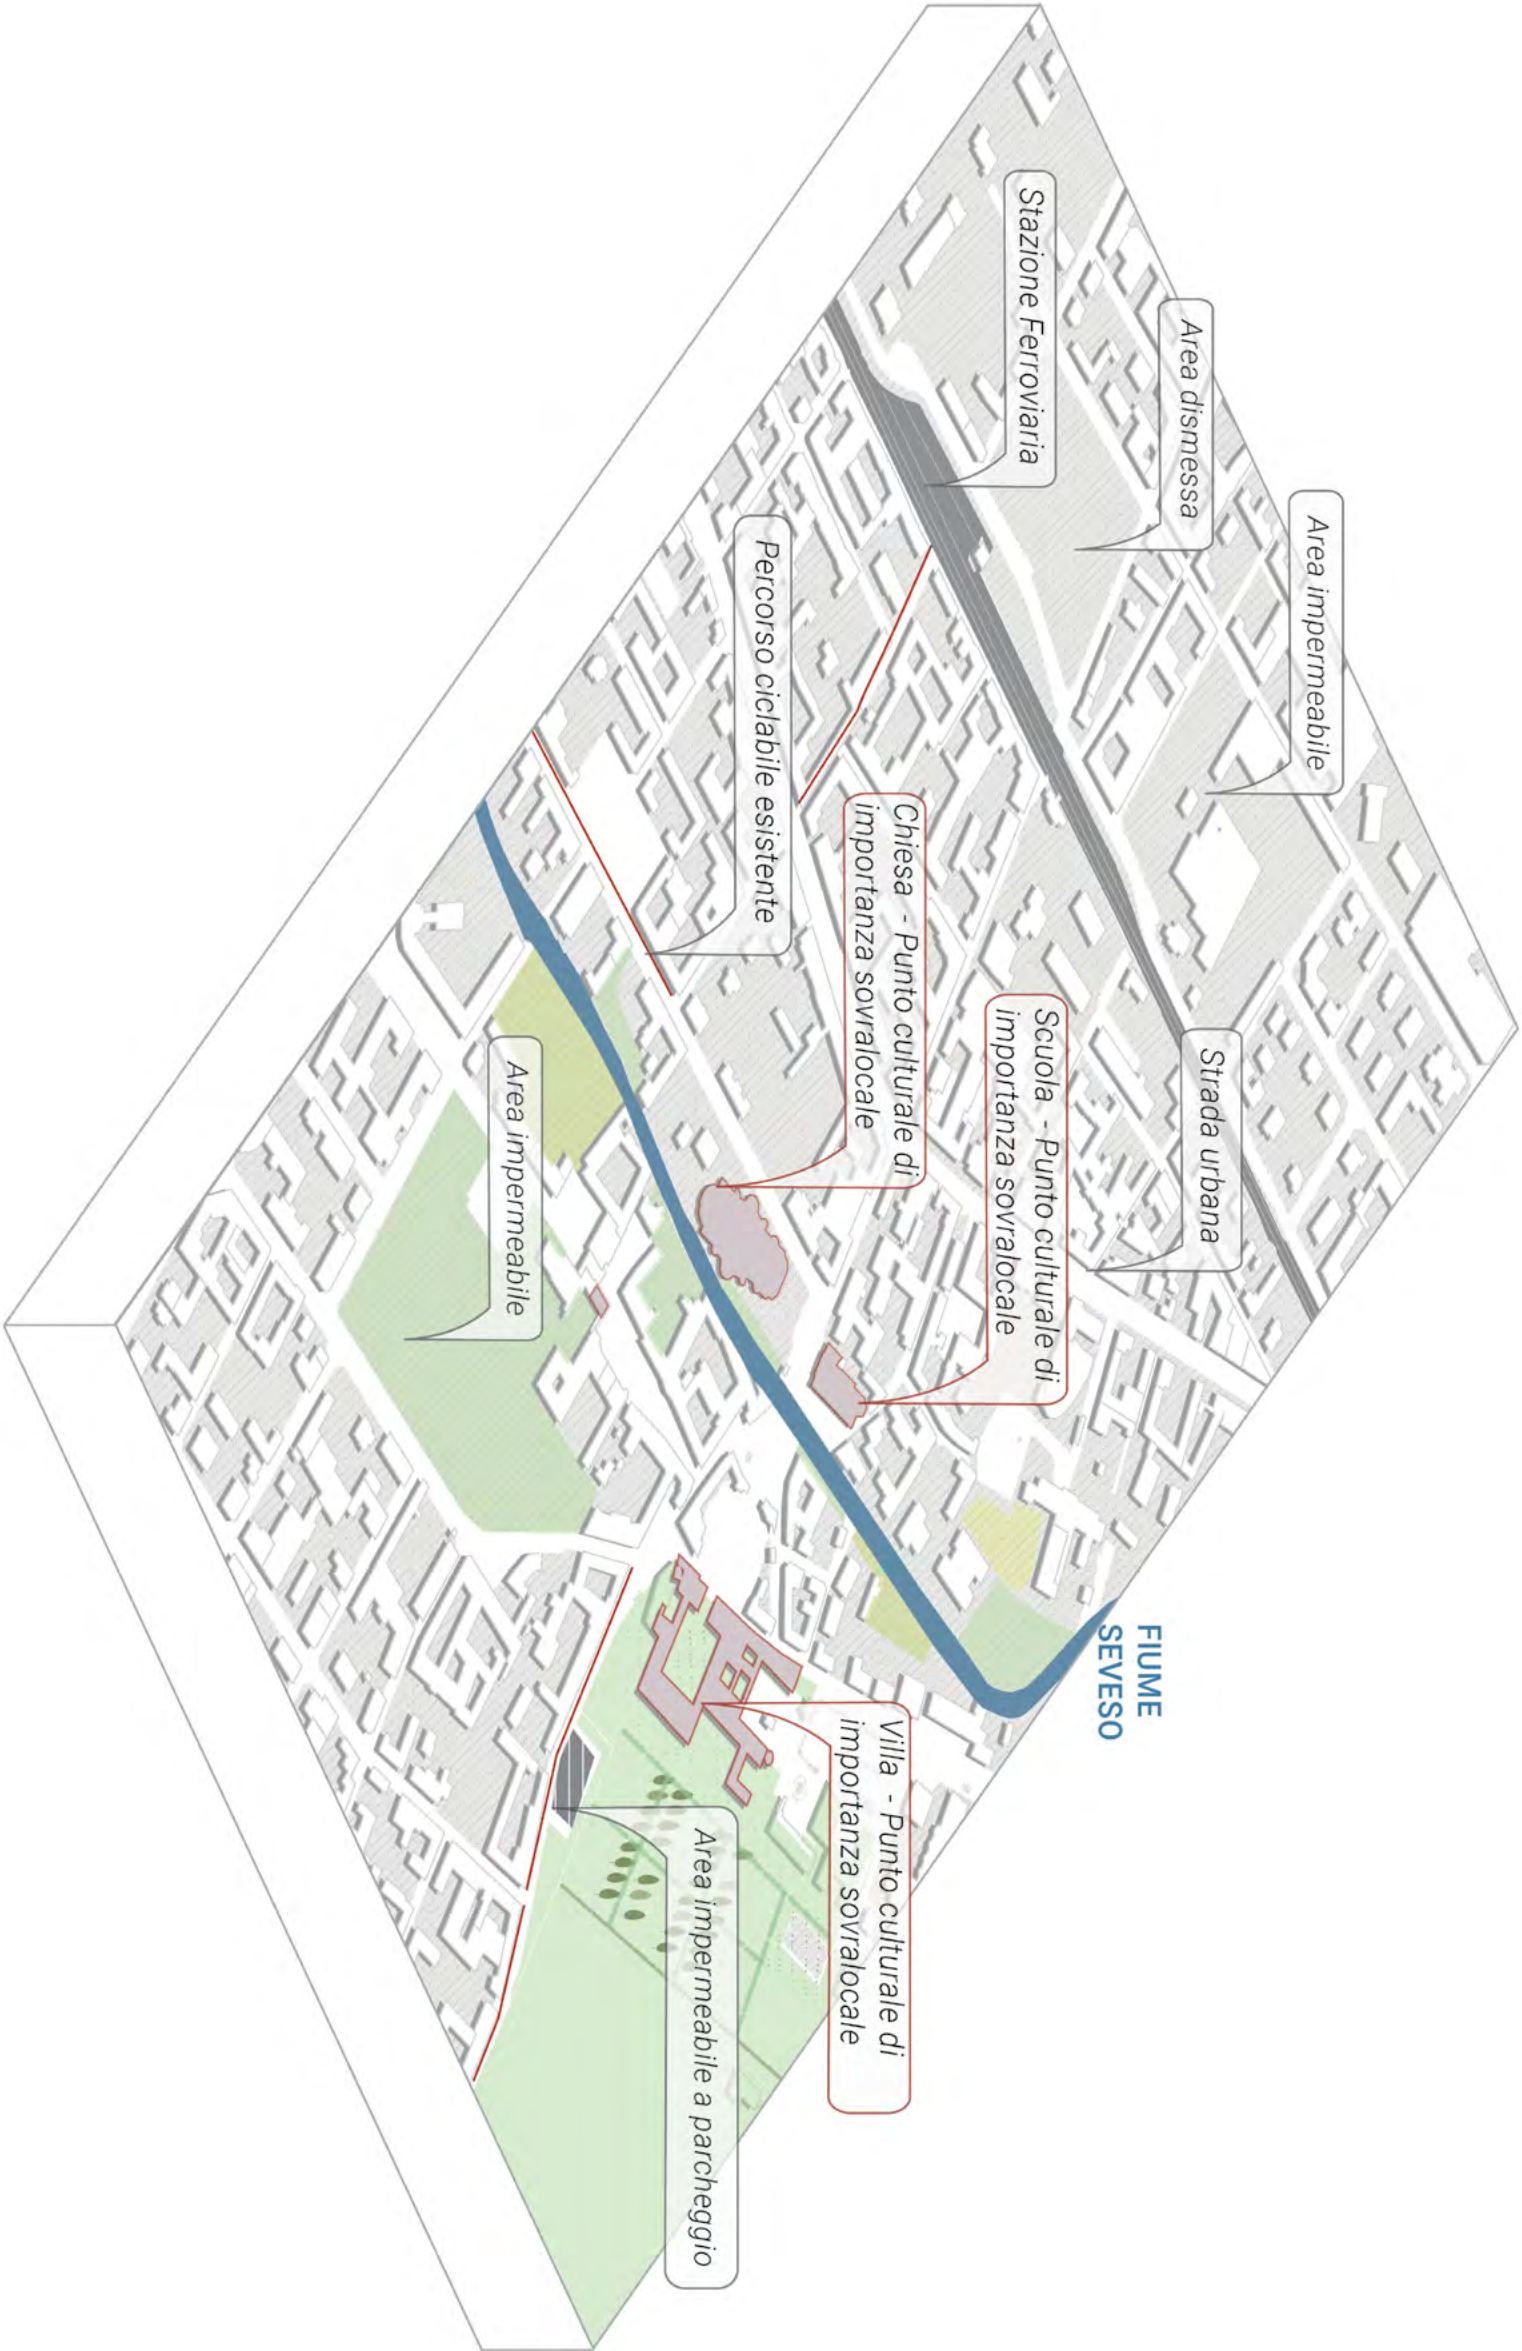 Area impermeabile
Strada urbana
Area dismessa
FIUME
SEVESO
Scuola - Punto culturale di
importanza sovralocale
Stazione Ferroviaria
Chiesa - Punto culturale di
importanza sovralocale
Villa - Punto culturale di
importanza sovralocale
Percorso ciclabile esistente
Area impermeabile a parcheggio
Area impermeabile